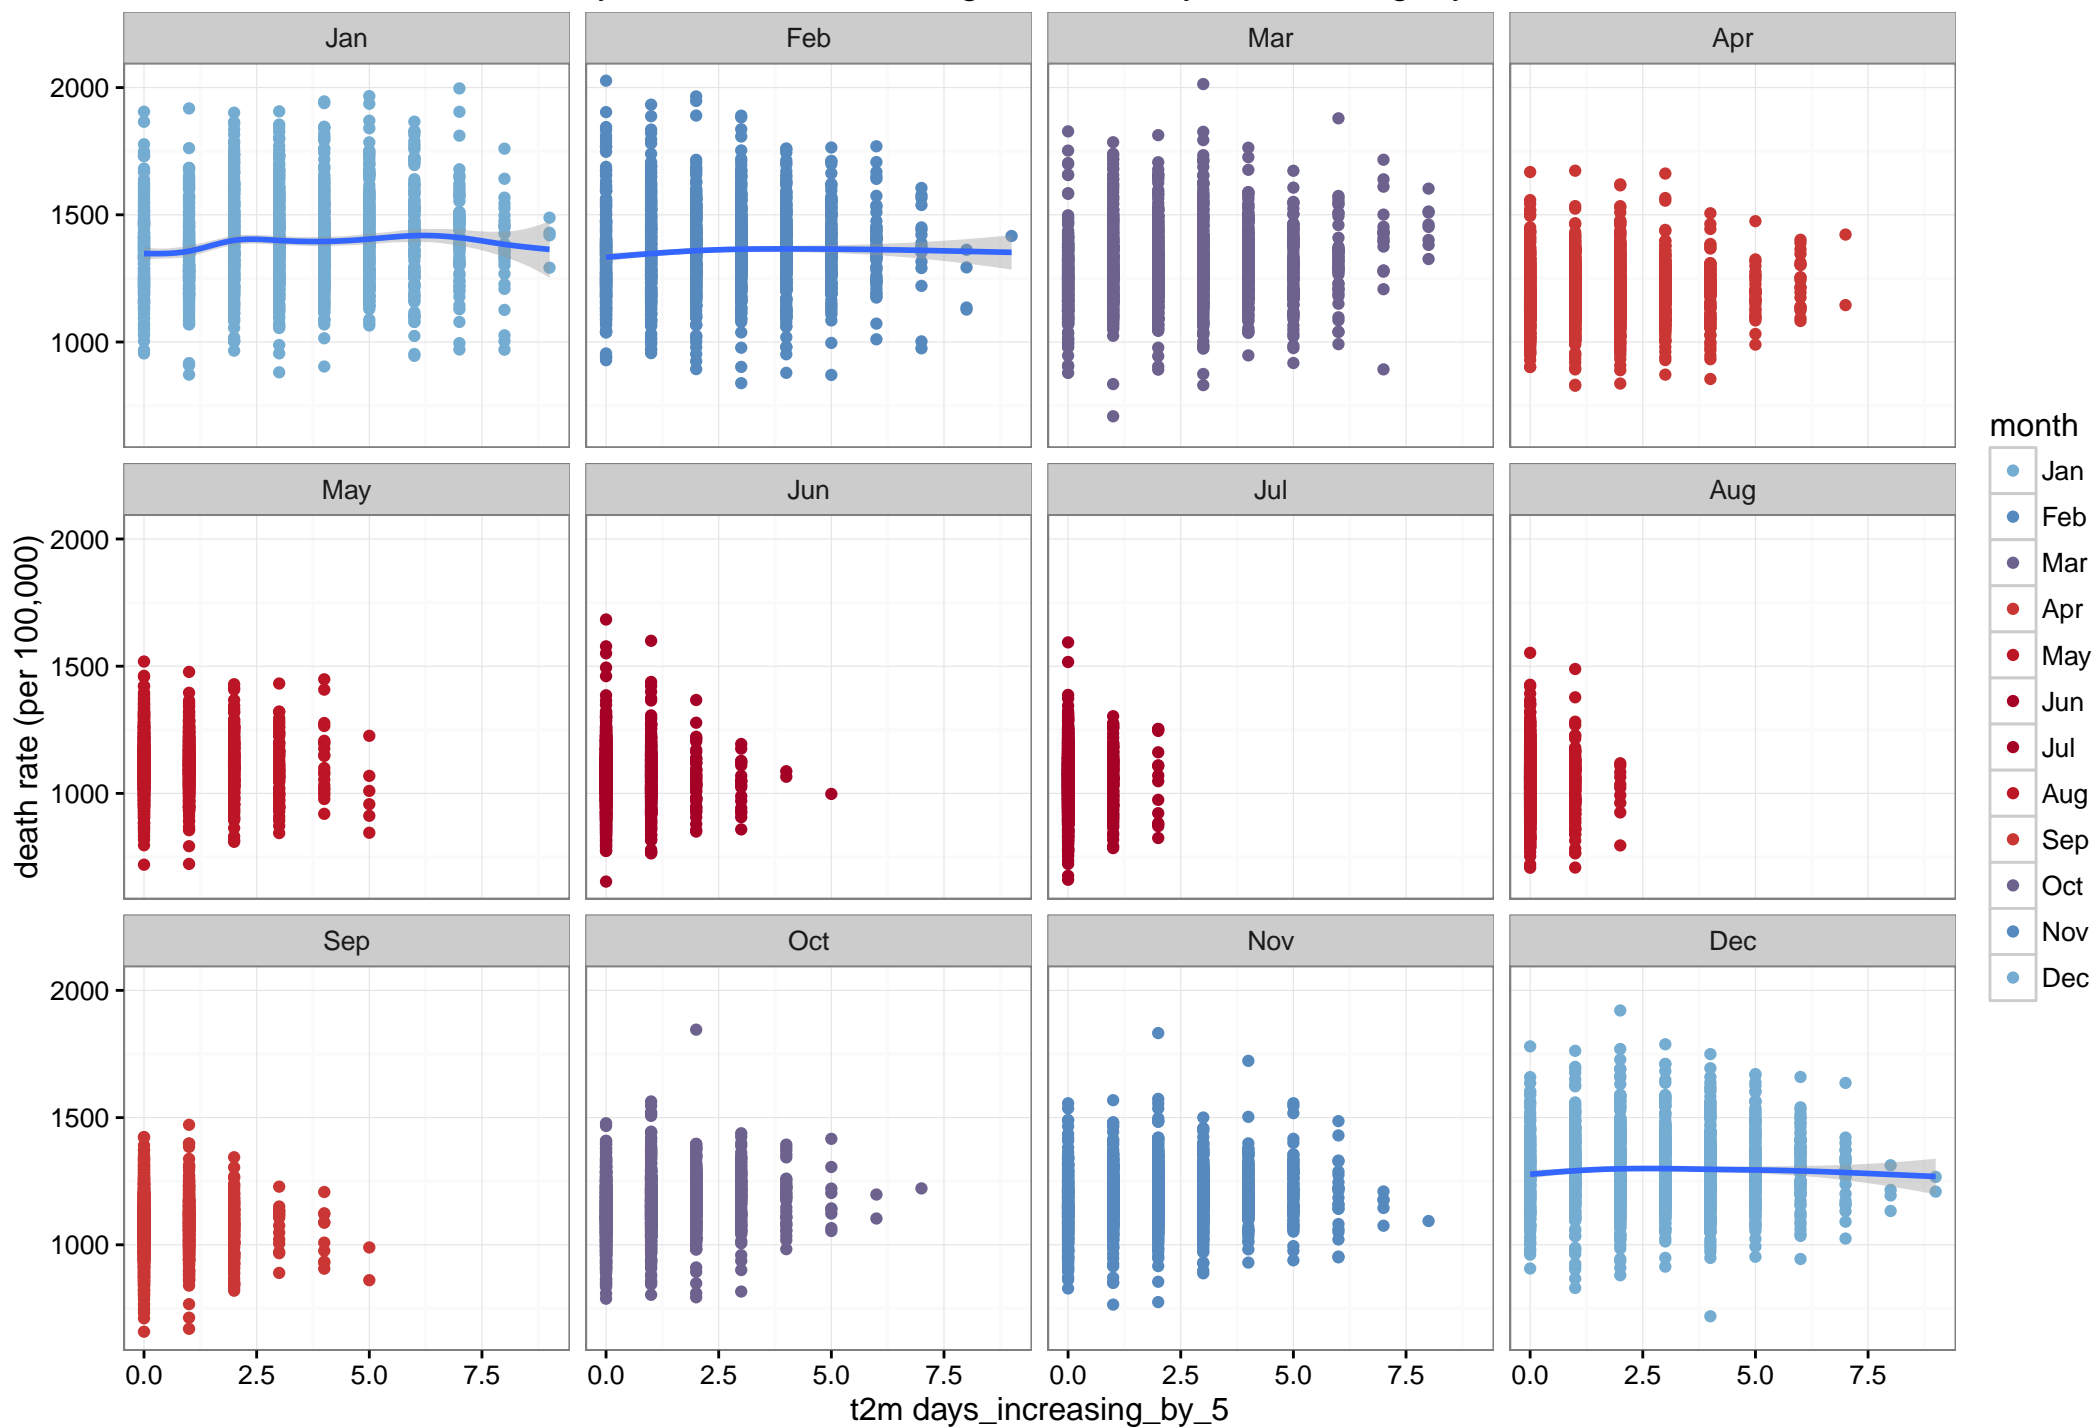 Jan Feb Mar Apr
2000
1500
1000
May Jun Jul Aug
2000
1500
1000
Sep Oct Nov Dec
2000
1500
1000
0.0 2.5 5.0 7.5 0.0 2.5 5.0 7.5 0.0 2.5 5.0 7.5 0.0 2.5 5.0 7.5
t2m days_increasing_by_5
death rate (per 100,000)
month
Jan
Feb
Mar
Apr
May
Jun
Jul
Aug
Sep
Oct
Nov
Dec